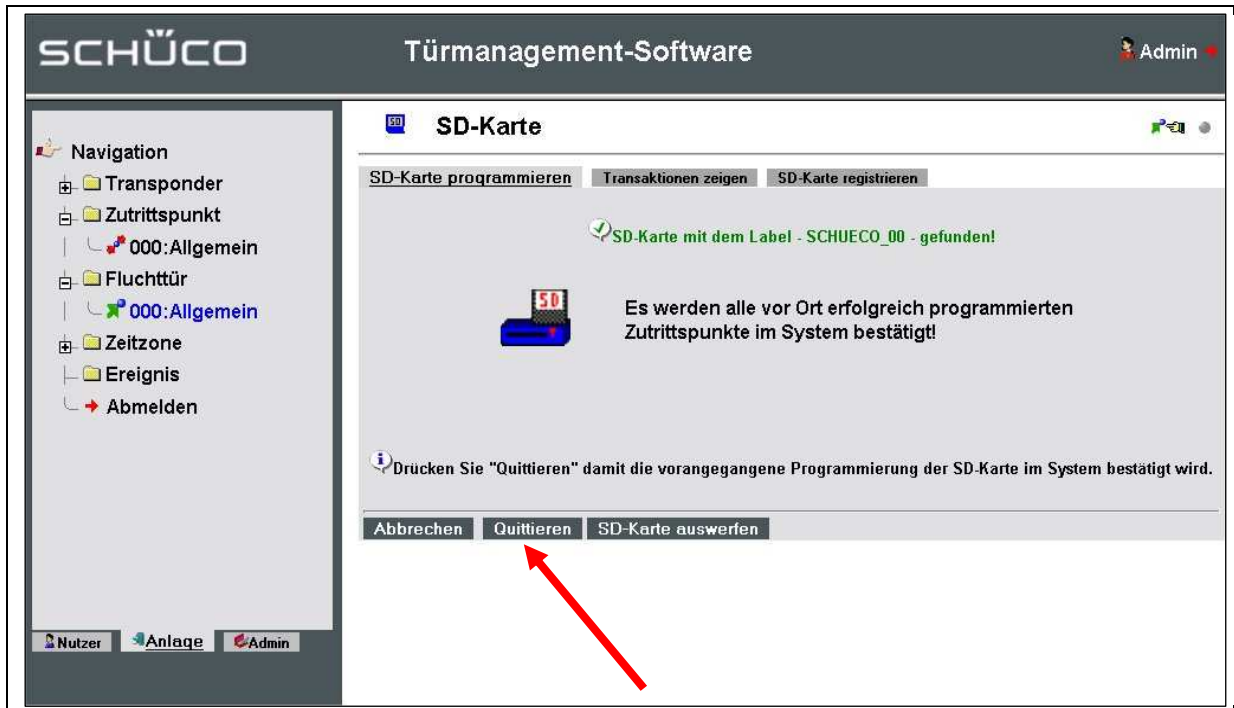 SCHÜCO
Türmanagement-Software
Admin
Navigation
Transponder
Zutrittspunkt
000:Allgemein
Fluchttür
000:Allgemein
Zeitzone
Ereignis
Abmelden
Nutzer Anlage Admin
SD
SD-Karte
SD-Karte programmieren Transaktionen zeigen SD-Karte registrieren
SD-Karte mit dem Label - SCHUECO_00 - gefunden!
SD
Es werden alle vor Ort erfolgreich programmierten
Zutrittspunkte im System bestätigt!
Drücken Sie "Quittieren" damit die vorangegangene Programmierung der SD-Karte im System bestätigt wird.
Abbrechen Quittieren SD-Karte auswerfen